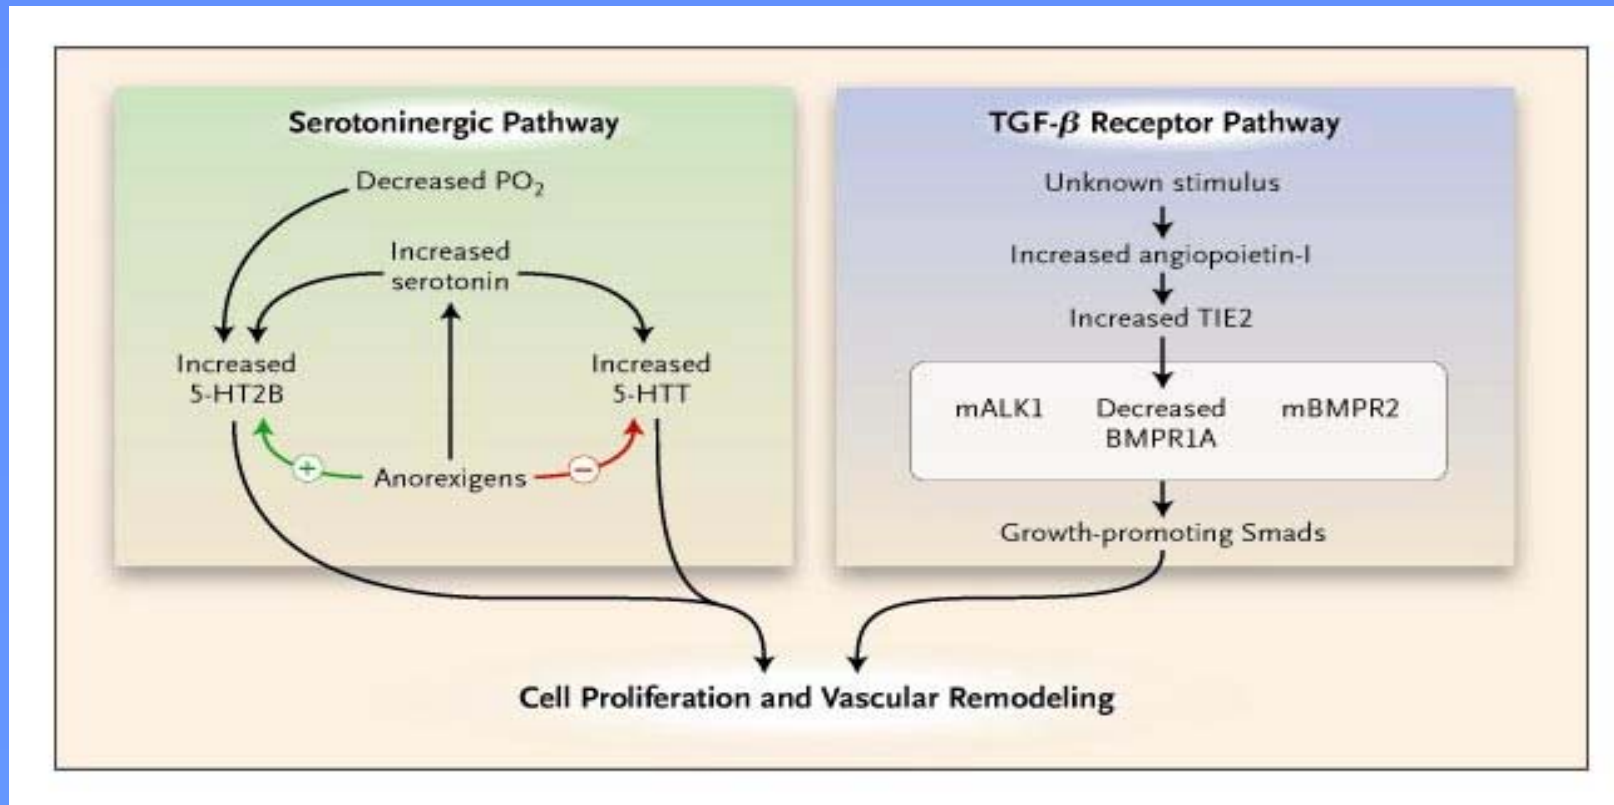 Serotoninergic Pathway
Decreased PO₂
Increased
serotonin
Increased
5-HT2B
Increased
5-HTT
+
Anorexigens
−
TGF-β Receptor Pathway
Unknown stimulus
Increased angiopoietin-I
Increased TIE2
mALK1
Decreased
BMPR1A
mBMPR2
Growth-promoting Smads
Cell Proliferation and Vascular Remodeling